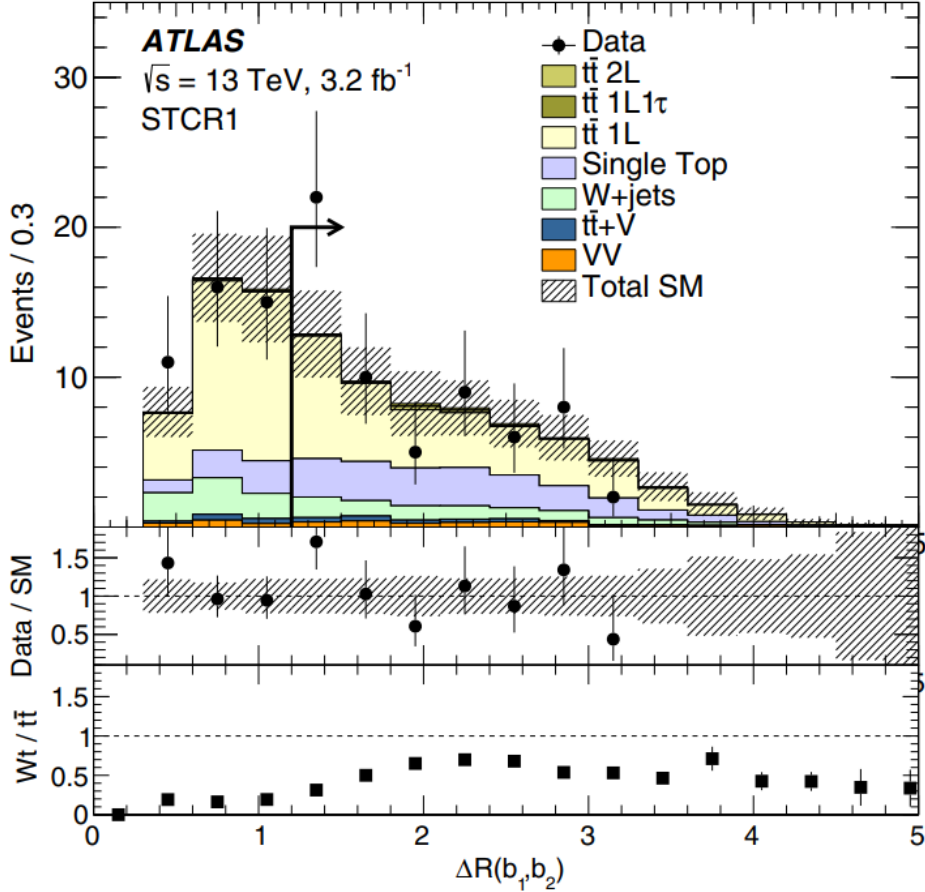 ATLAS
√s = 13 TeV, 3.2 fb⁻¹
STCR1
Data
tt̄ 2L
tt̄ 1L1τ
tt̄ 1L
Single Top
W+jets
tt̄+V
VV
Total SM
Events / 0.3
30
20
10
Data / SM
1.5
1
0.5
5
Wt / tt̄
1.5
1
0.5
0
5
0 1 2 3 4 5
ΔR(b₁,b₂)